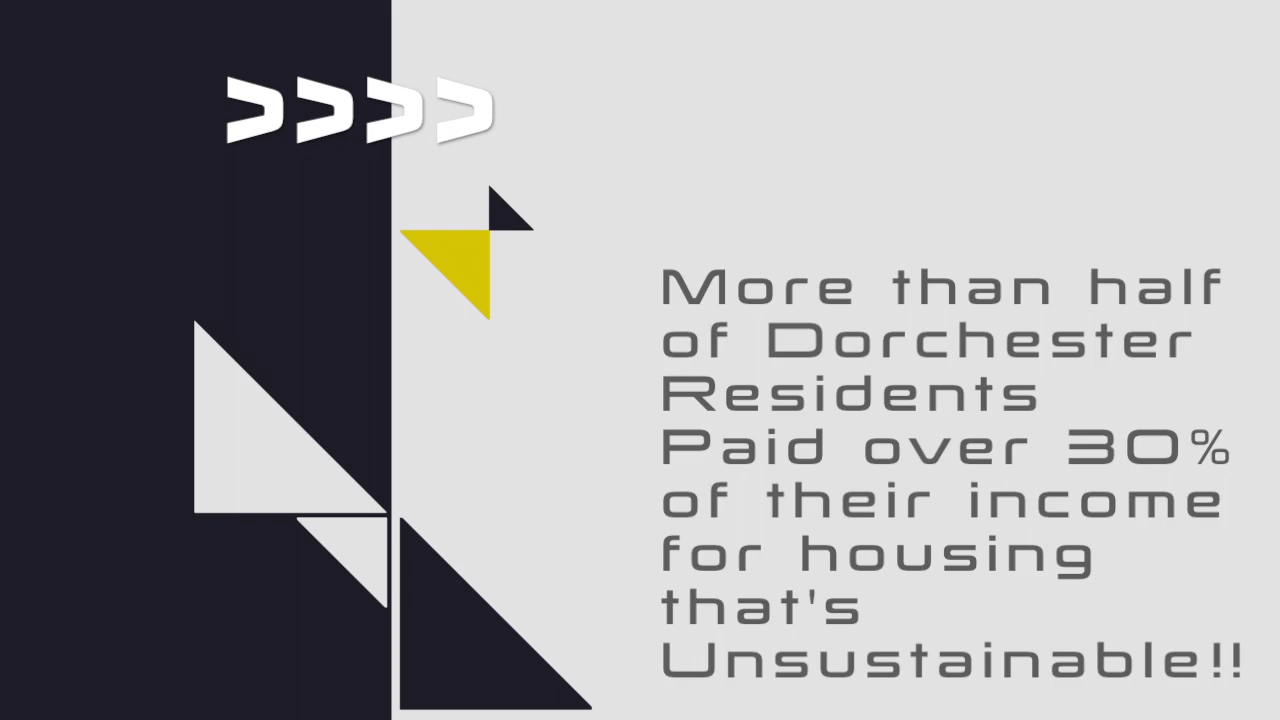 >>>>
More than half
of Dorchester
Residents
Paid over 30%
of their income
for housing
that's
Unsustainable!!